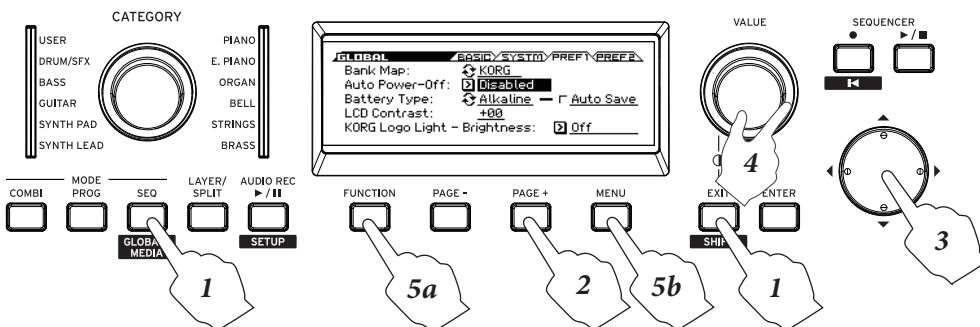 CATEGORY
USER
DRUM/SFX
BASS
GUITAR
SYNTH PAD
SYNTH LEAD
PIANO
E. PIANO
ORGAN
BELL
STRINGS
BRASS
GLOBAL BASIC SYSTM PREF1 PREF2
Bank Map: KORG
Auto Power-Off: Disabled
Battery Type: Alkaline Auto Save
LCD Contrast: +00
KORG Logo Light - Brightness: Off
VALUE
SEQUENCER
MODE
COMBI PROG SEQ
LAYER/
SPLIT
AUDIO REC
GLOBAL
MEDIA
SETUP
FUNCTION PAGE - PAGE + MENU
EXIT ENTER
SHIFT
1
5a
2
5b
1
4
3